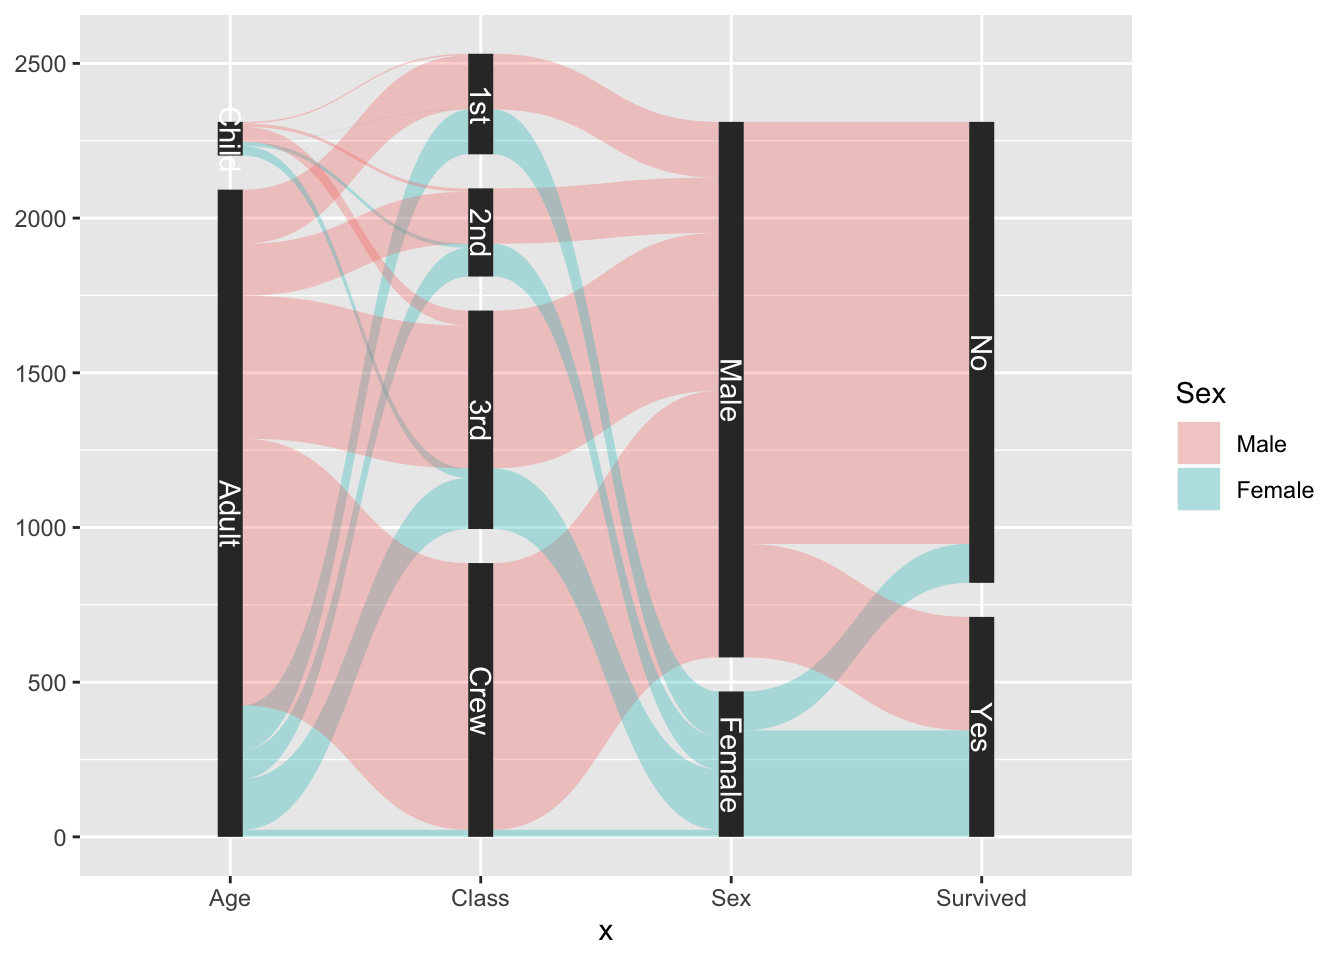 2500
2000
1500
1000
500
0
Child
Adult
1st
2nd
3rd
Crew
Male
Female
No
Yes
Age
Class
Sex
Survived
x
Sex
Male
Female